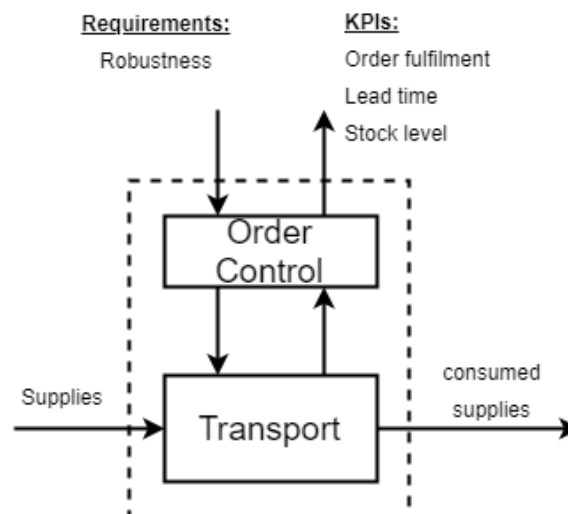 Requirements:
Robustness
KPIs:
Order fulfilment
Lead time
Stock level
Order
Control
Supplies
Transport
consumed
supplies